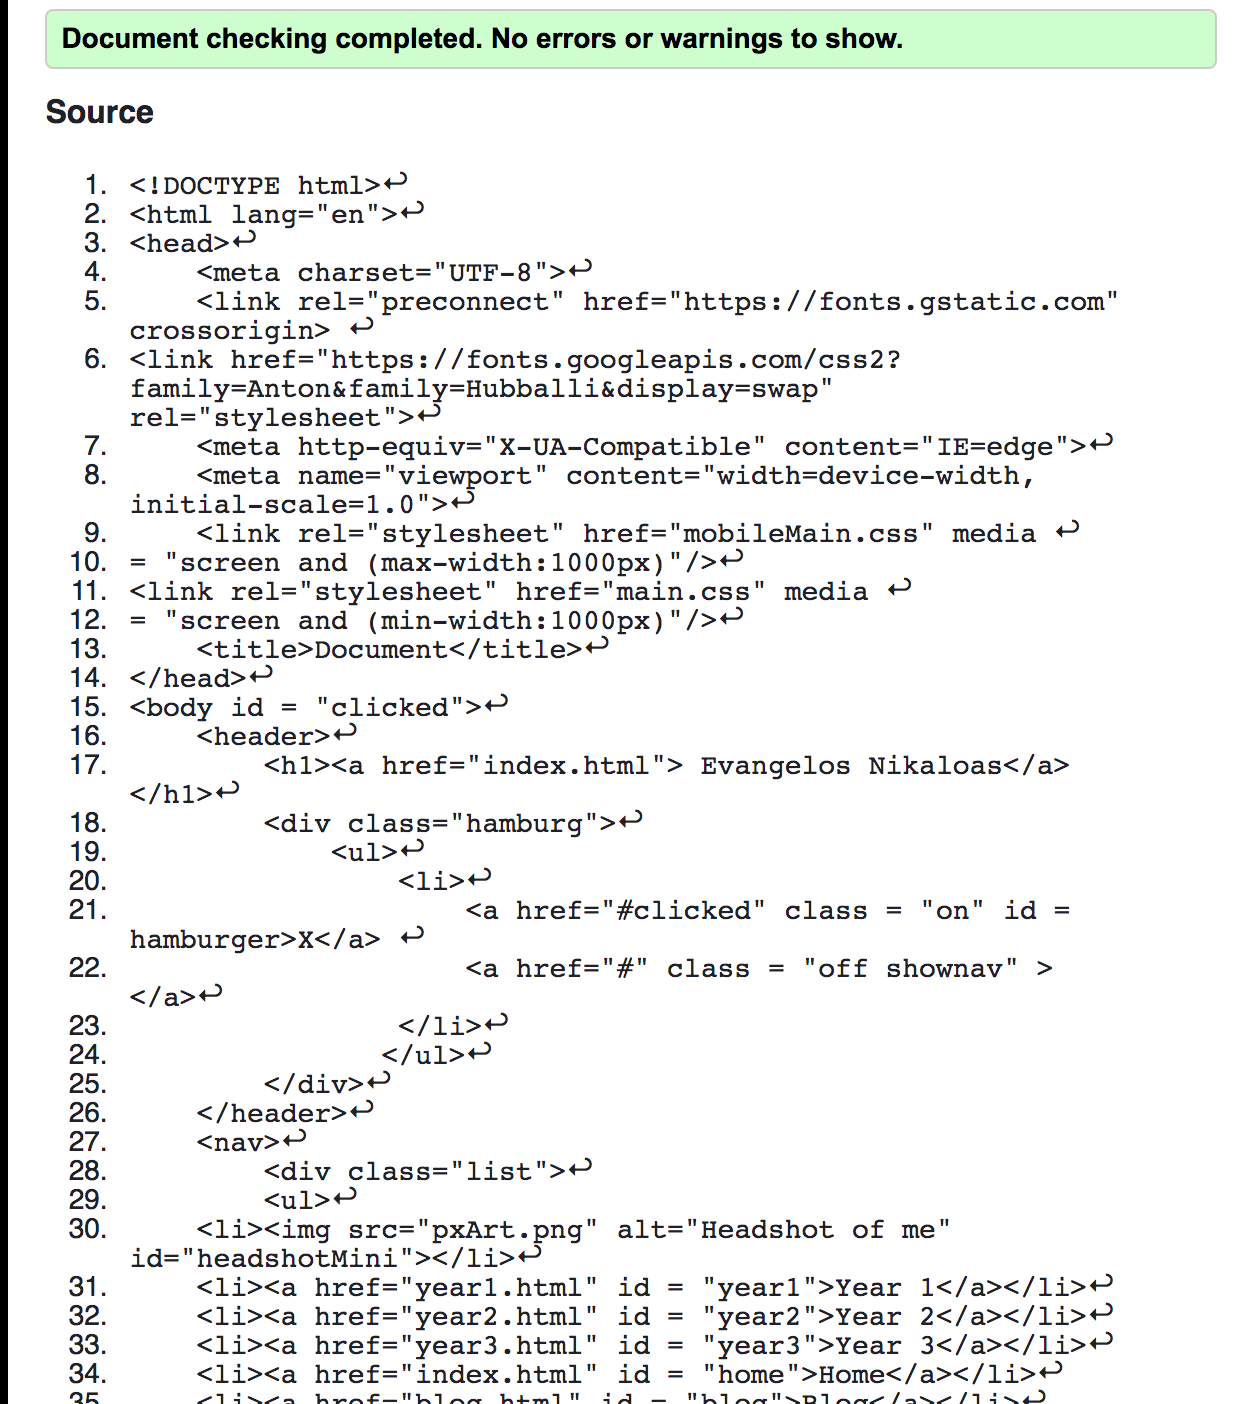 Document checking completed. No errors or warnings to show.
Source
1. <!DOCTYPE html>↩
2. <html lang="en">↩
3. <head>↩
4.     <meta charset="UTF-8">↩
5.     <link rel="preconnect" href="https://fonts.gstatic.com"
crossorigin> ↩
6. <link href="https://fonts.googleapis.com/css2?
family=Anton&family=Hubballi&display=swap"
rel="stylesheet">↩
7.     <meta http-equiv="X-UA-Compatible" content="IE=edge">↩
8.     <meta name="viewport" content="width=device-width,
initial-scale=1.0">↩
9.     <link rel="stylesheet" href="mobileMain.css" media ↩
10. = "screen and (max-width:1000px)"/>↩
11. <link rel="stylesheet" href="main.css" media ↩
12. = "screen and (min-width:1000px)"/>↩
13.     <title>Document</title>↩
14. </head>↩
15. <body id = "clicked">↩
16.     <header>↩
17.         <h1><a href="index.html"> Evangelos Nikaloas</a>
</h1>↩
18.         <div class="hamburg">↩
19.             <ul>↩
20.                 <li>↩
21.                     <a href="#clicked" class = "on" id =
hamburger>X</a> ↩
22.                     <a href="#" class = "off shownav" >
</a>↩
23.                 </li>↩
24.                </ul>↩
25.         </div>↩
26.     </header>↩
27.     <nav>↩
28.         <div class="list">↩
29.         <ul>↩
30.     <li><img src="pxArt.png" alt="Headshot of me"
id="headshotMini"></li>↩
31.     <li><a href="year1.html" id = "year1">Year 1</a></li>↩
32.     <li><a href="year2.html" id = "year2">Year 2</a></li>↩
33.     <li><a href="year3.html" id = "year3">Year 3</a></li>↩
34.     <li><a href="index.html" id = "home">Home</a></li>↩
35.     <li><a href="blog.html" id = "blog">Blog</a></li>↩